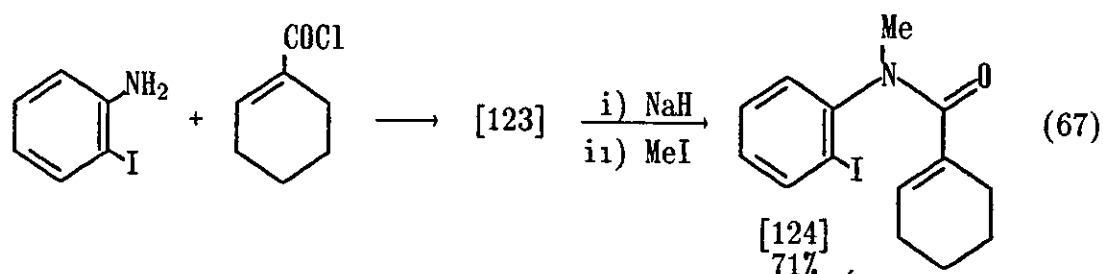 COCl
NH₂
I
+
[123]
i) NaH
ii) MeI
Me
N
O
I
(67)
[124]
71%